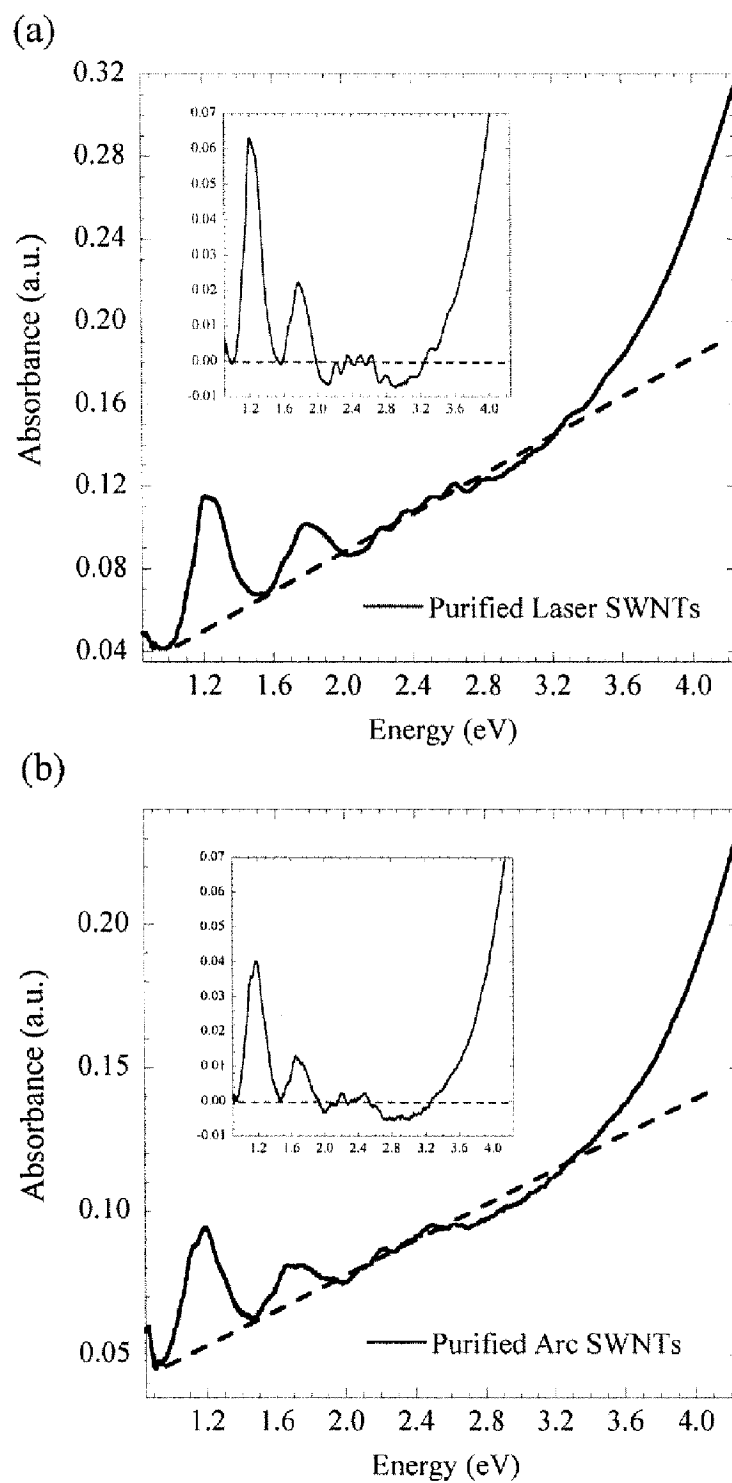 (a)
0.32
0.28
0.24
0.20
0.16
0.12
0.08
0.04
Absorbance (a.u.)
0.07
0.06
0.05
0.04
0.03
0.02
0.01
0.00
-0.01
1.2 1.6 2.0 2.4 2.8 3.2 3.6 4.0
Purified Laser SWNTs
1.2 1.6 2.0 2.4 2.8 3.2 3.6 4.0
Energy (eV)
(b)
0.20
0.15
0.10
0.05
Absorbance (a.u.)
0.07
0.06
0.05
0.04
0.03
0.02
0.01
0.00
-0.01
1.2 1.6 2.0 2.4 2.8 3.2 3.6 4.0
Purified Arc SWNTs
1.2 1.6 2.0 2.4 2.8 3.2 3.6 4.0
Energy (eV)